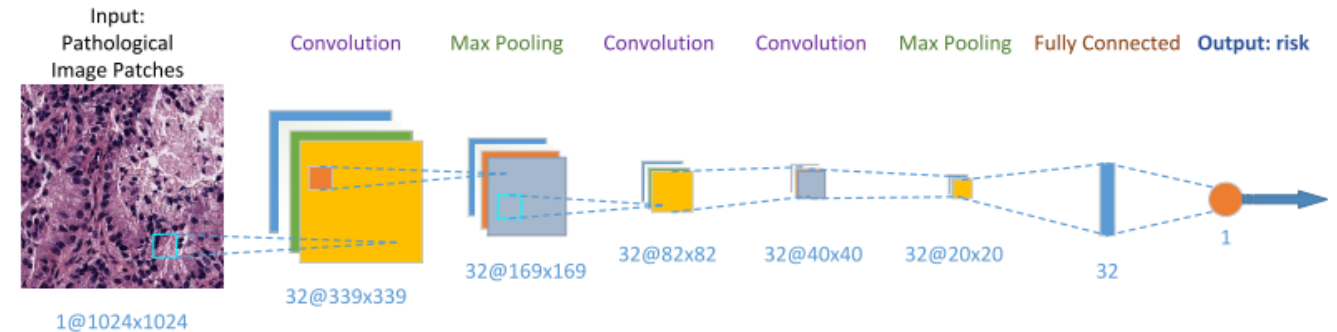 Input:
Pathological
Image Patches
Convolution
Max Pooling
Convolution
Convolution
Max Pooling
Fully Connected
Output: risk
1@1024x1024
32@339x339
32@169x169
32@82x82
32@40x40
32@20x20
32
1